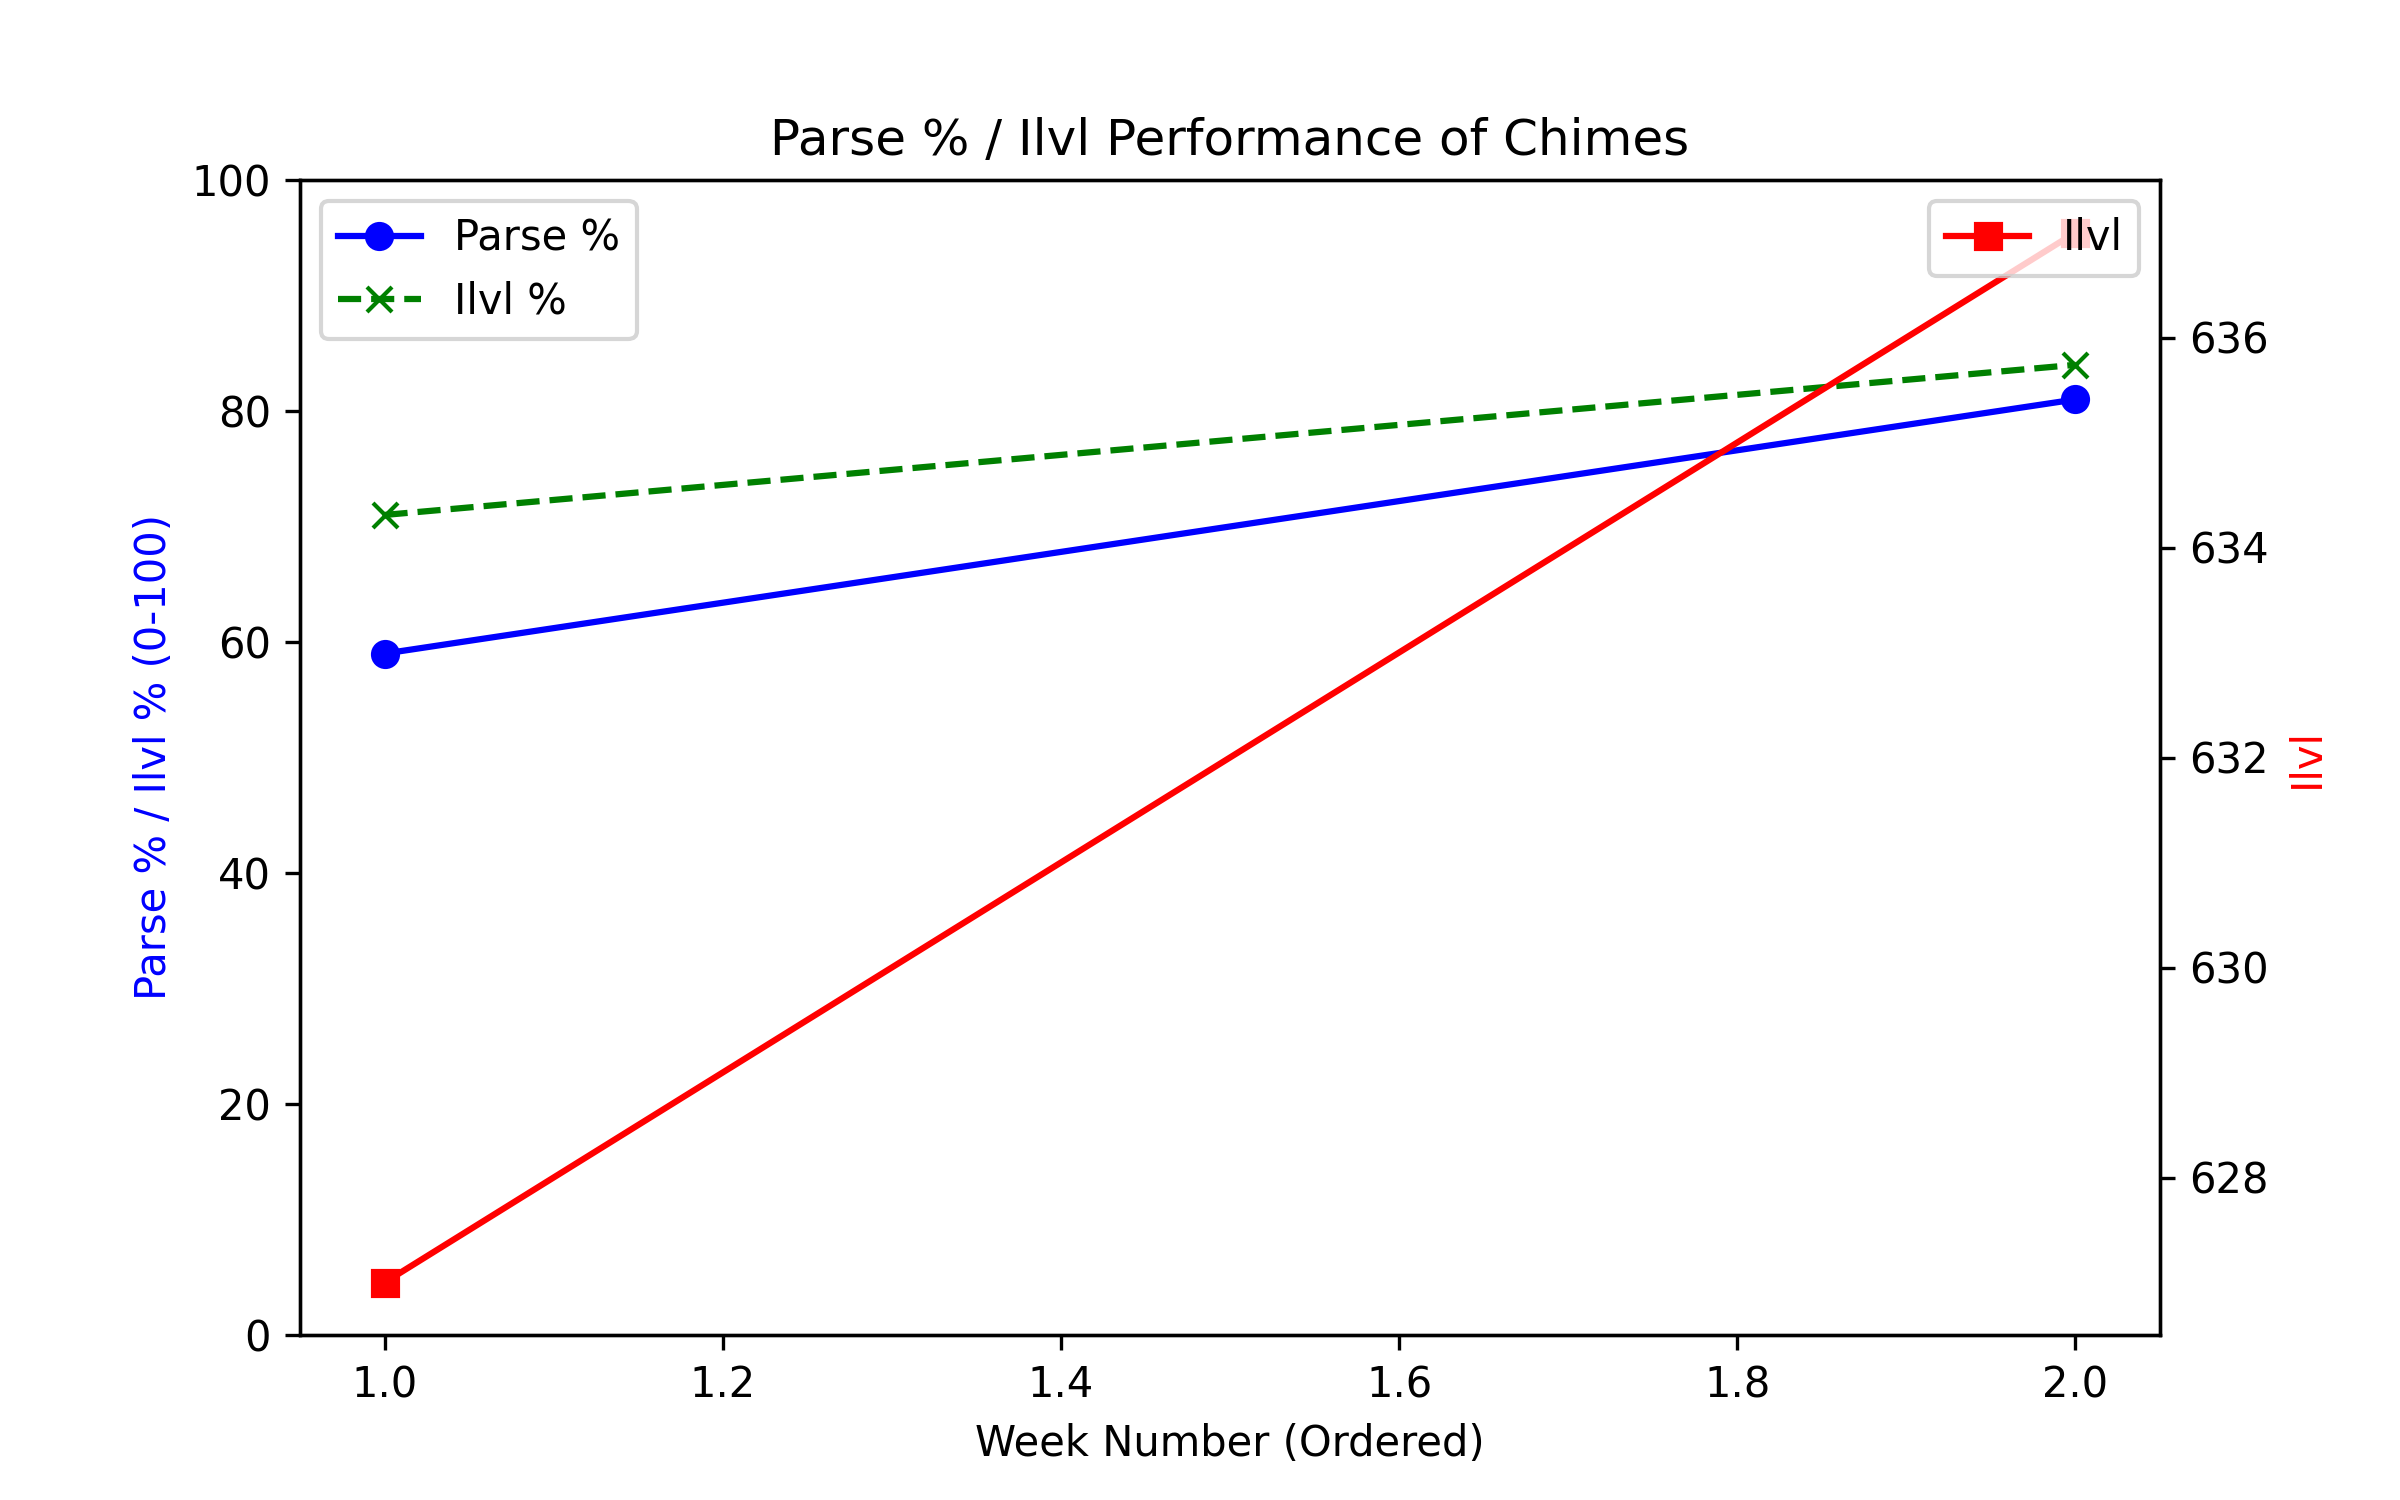 Parse % / Ilvl Performance of Chimes
100
80
60
40
20
0
Parse % / Ilvl % (0-100)
Parse %
Ilvl %
Ilvl
636
634
632
630
628
Ilvl
1.0 1.2 1.4 1.6 1.8 2.0
Week Number (Ordered)